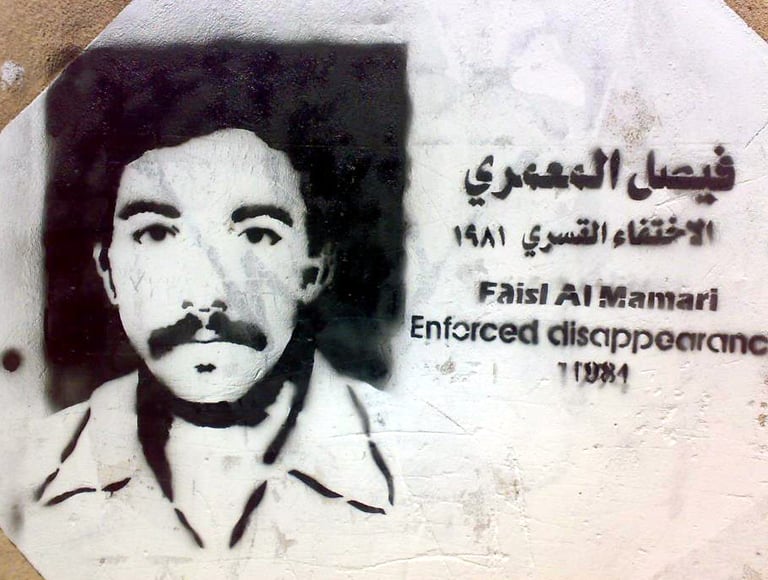 فيصل المعمري
الاختفاء القسري ١٩٨١
Faisl Al Mamari
Enforced disappearanc
1981